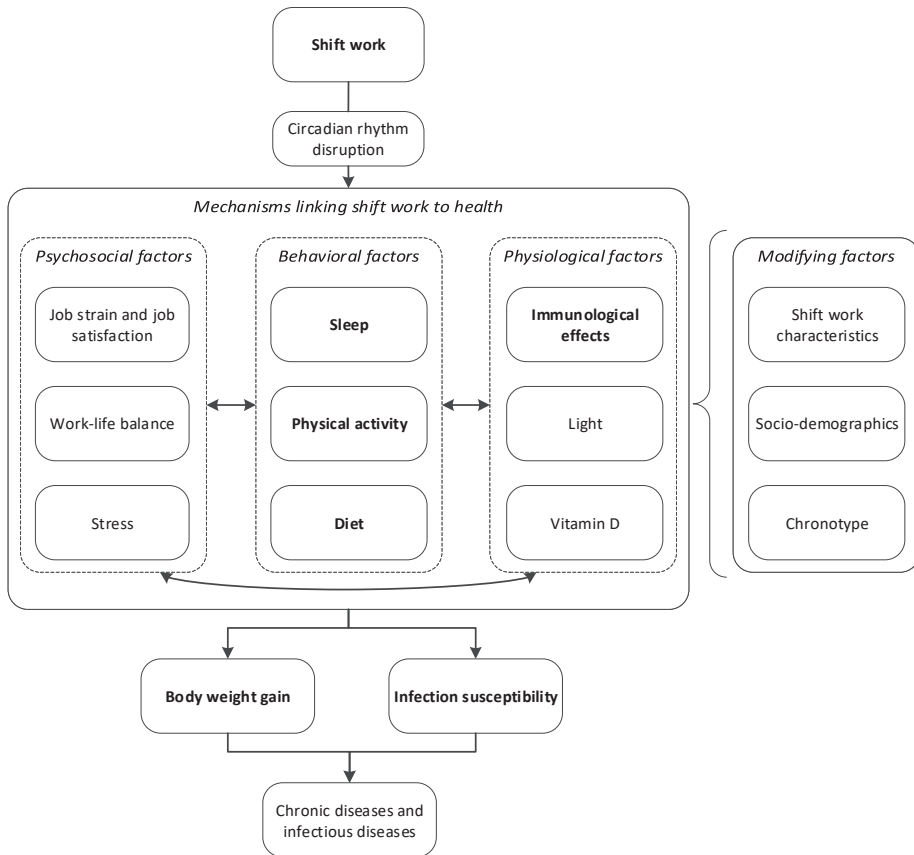 Shift work
Circadian rhythm
disruption
Mechanisms linking shift work to health
Psychosocial factors
Job strain and job
satisfaction
Work-life balance
Stress
Behavioral factors
Sleep
Physical activity
Diet
Physiological factors
Immunological
effects
Light
Vitamin D
Modifying factors
Shift work
characteristics
Socio-demographics
Chronotype
Body weight gain
Infection susceptibility
Chronic diseases and
infectious diseases